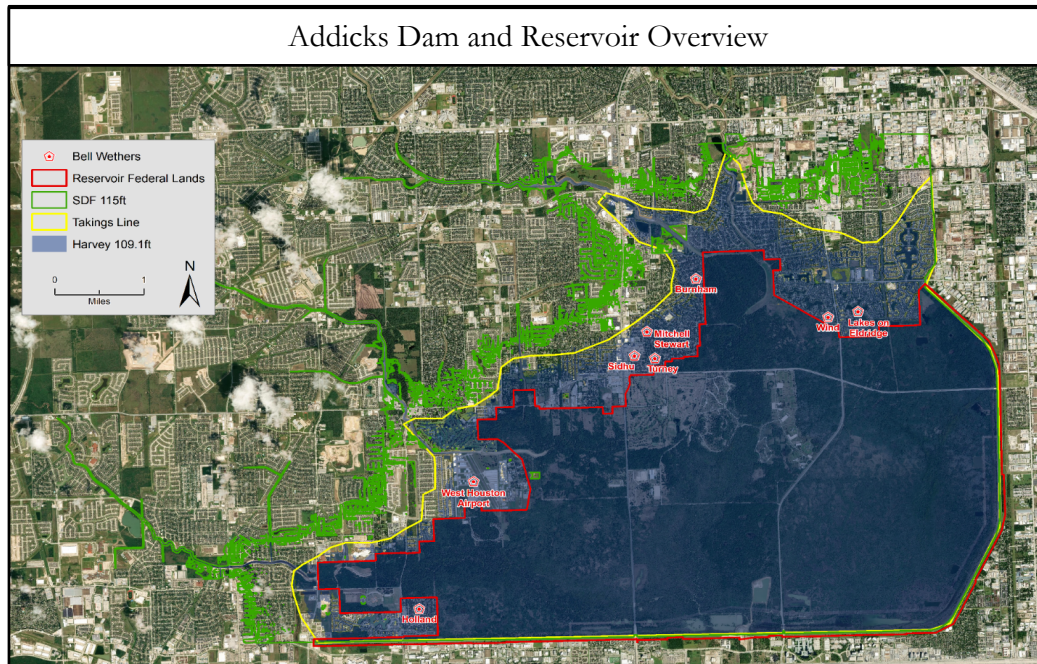 Addicks Dam and Reservoir Overview
Bell Wethers
Reservoir Federal Lands
SDF 115ft
Takings Line
Harvey 109.1ft
0
1
Miles
N
Burnham
Mitchell
Stewart
Sidhu
Turney
Wind
Lakes on
Eldridge
West Houston
Airport
Holland